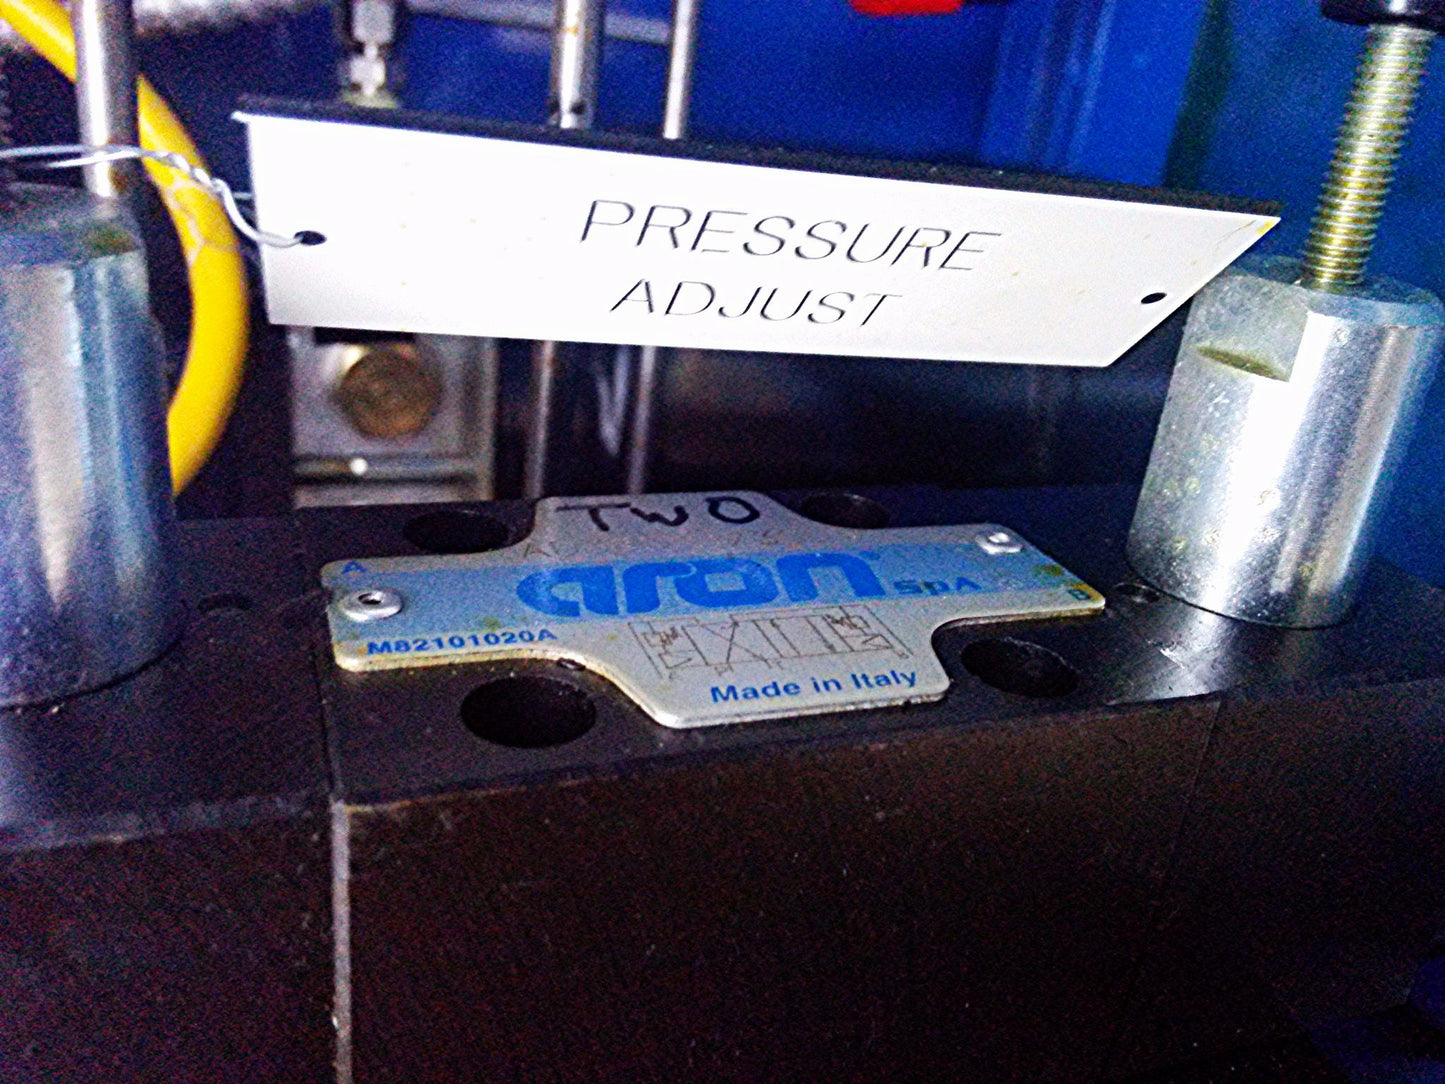 PRESSURE
ADJUST
TWO
A
aron SpA
B
M82101020A
Made in Italy